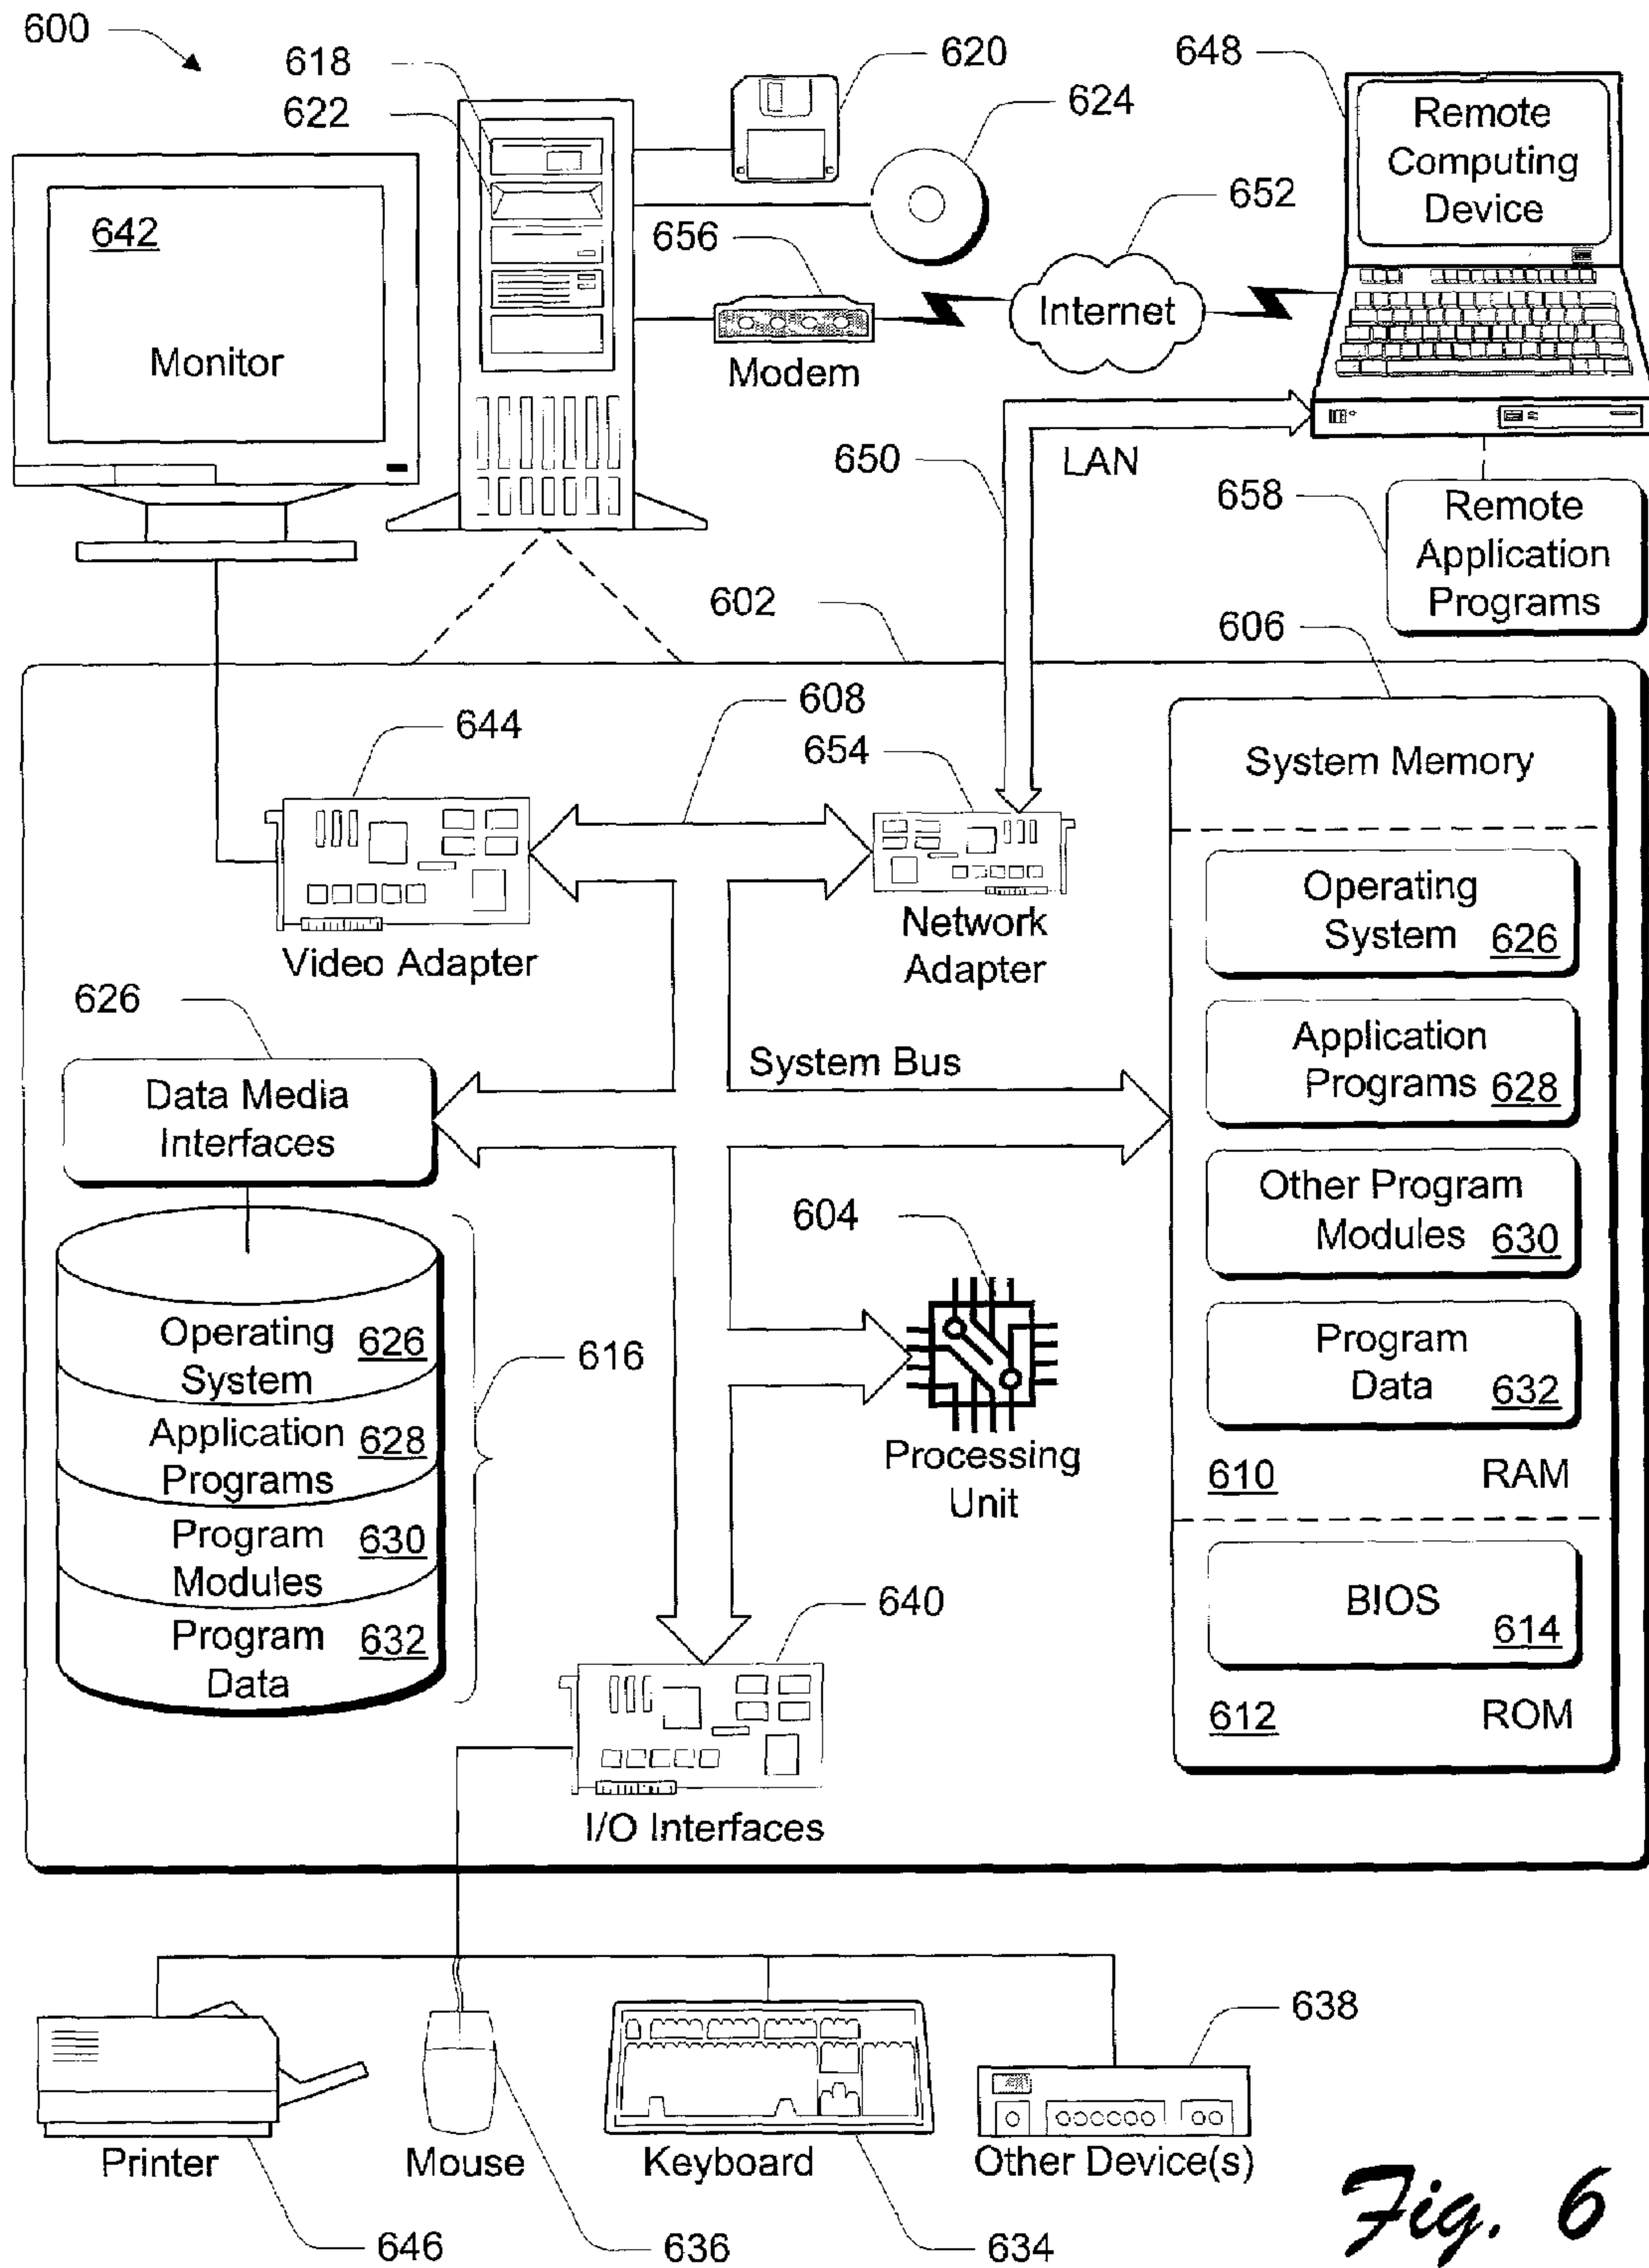 600
618
622
620
624
648
Remote
Computing
Device
652
642
656
Monitor
Internet
Modem
650
LAN
658
Remote
Application
Programs
602
606
608
644
654
System Memory
Operating
System 626
Video Adapter
Network
Adapter
626
Application
Programs 628
System Bus
Data Media
Interfaces
Other Program
Modules 630
604
Operating
System 626
616
Program
Data 632
Application
Programs 628
Processing
Unit
610 RAM
Program
Modules 630
BIOS
614
640
Program
Data 632
612 ROM
I/O Interfaces
638
Printer
Mouse
Keyboard
Other Device(s)
646
636
634
Fig. 6